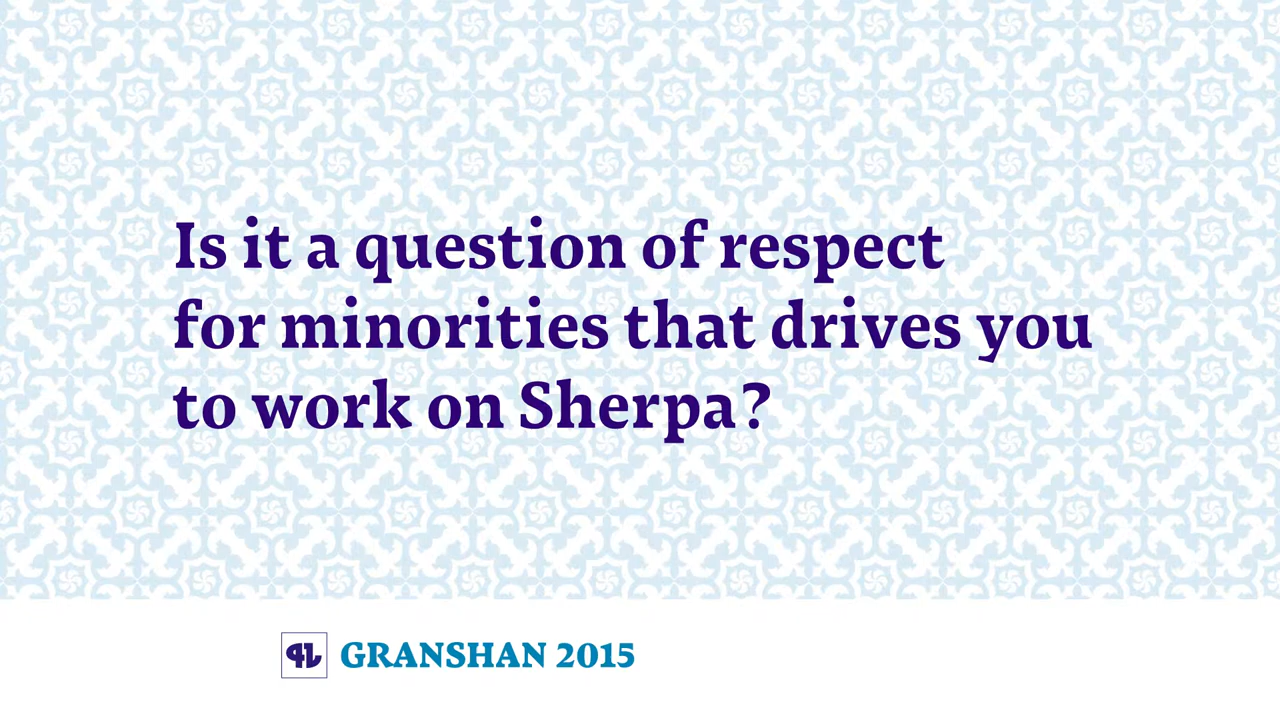 Is it a question of respect
for minorities that drives you
to work on Sherpa?
GRANSHAN 2015